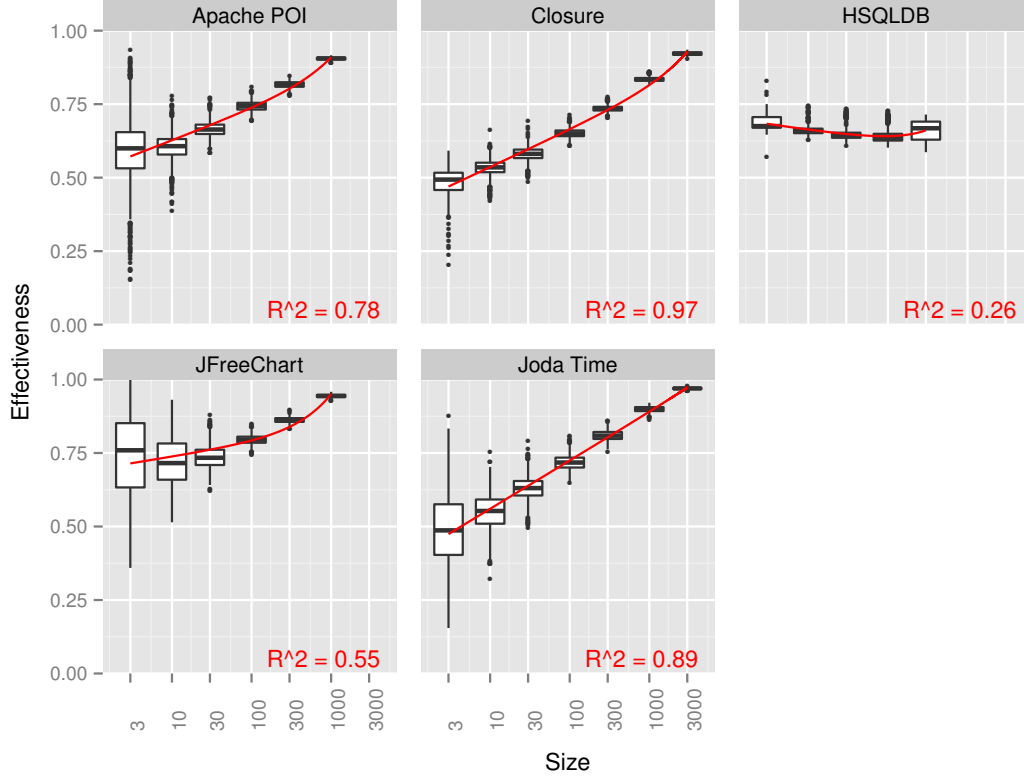 Apache POI Closure HSQLDB
1.00
0.75
0.50
0.25
0.00
R^2 = 0.78 R^2 = 0.97 R^2 = 0.26
Effectiveness
JFreeChart Joda Time
1.00
0.75
0.50
0.25
0.00
R^2 = 0.55 R^2 = 0.89
3 10 30 100 300 1000 3000 3 10 30 100 300 1000 3000
Size